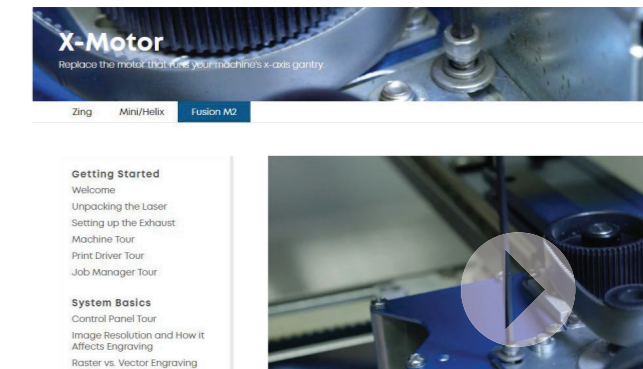 X-Motor
Replace the motor that runs your machine's x-axis gantry.
Zing Mini/Helix Fusion M2
Getting Started
Welcome
Unpacking the Laser
Setting up the Exhaust
Machine Tour
Print Driver Tour
Job Manager Tour
System Basics
Control Panel Tour
Image Resolution and How it
Affects Engraving
Raster vs. Vector Engraving